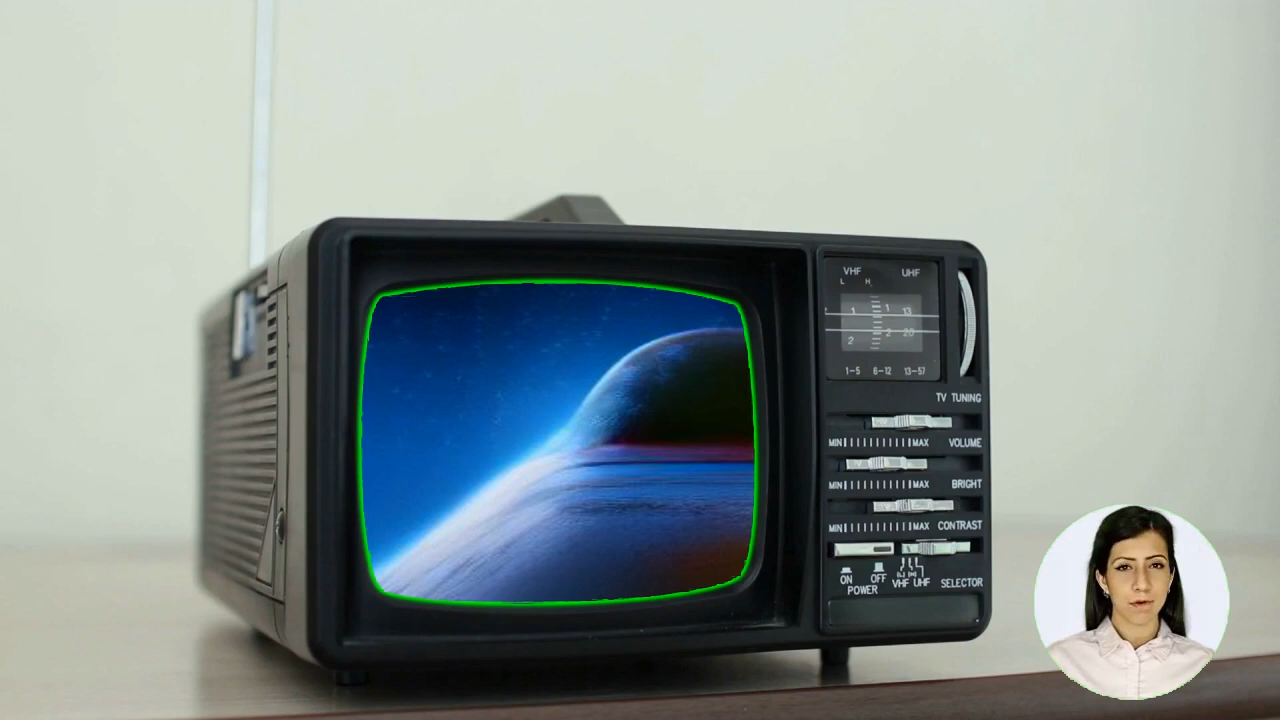 VHF UHF
L H
1 1 13
2 2 20
1-5 6-12 13-57
TV TUNING
MIN MAX VOLUME
MIN MAX BRIGHT
MIN MAX CONTRAST
ON OFF VHF UHF SELECTOR
POWER